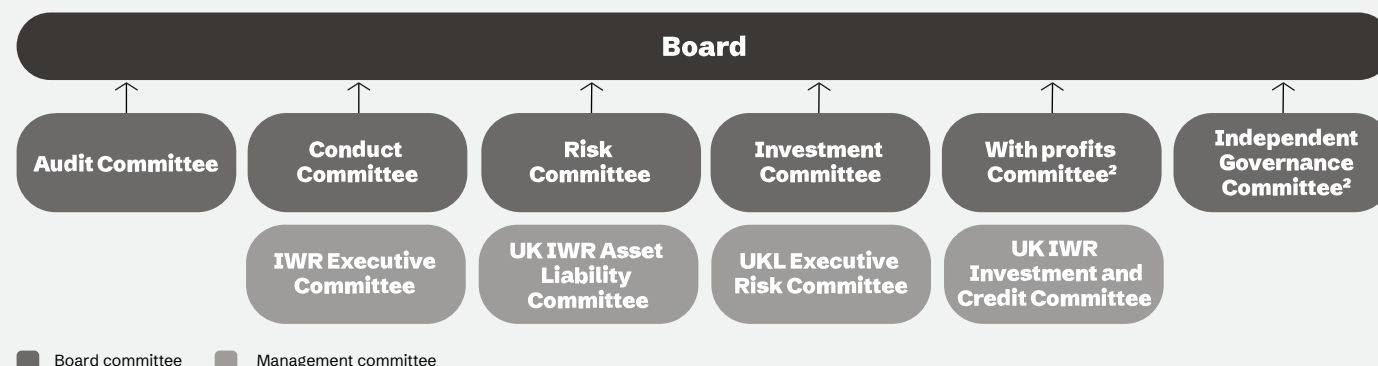 Board
Audit Committee
Conduct
Committee
Risk
Committee
Investment
Committee
With profits
Committee²
Independent
Governance
Committee²
IWR Executive
Committee
UK IWR Asset
Liability
Committee
UKL Executive
Risk Committee
UK IWR
Investment and
Credit Committee
Board committee
Management committee